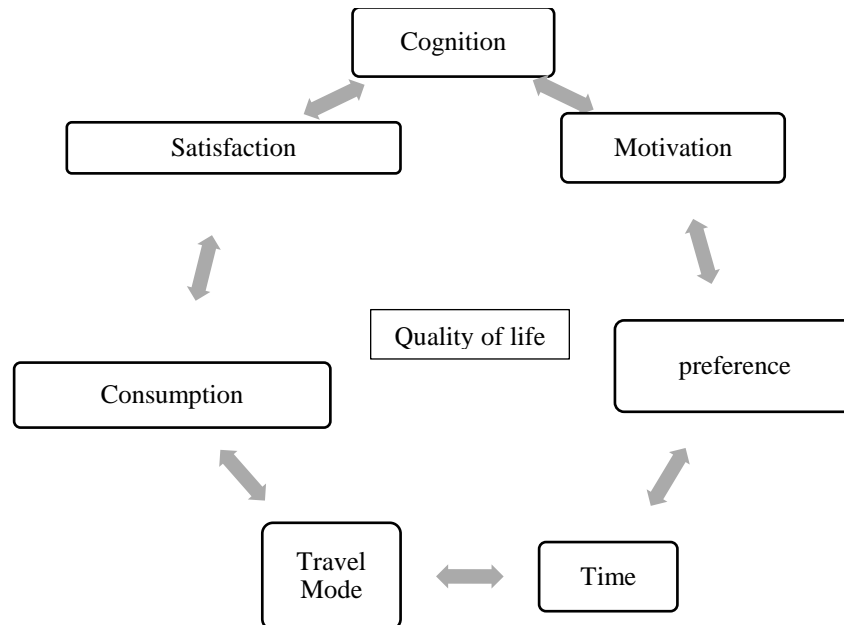 Cognition
Satisfaction
Motivation
Quality of life
preference
Consumption
Travel
Mode
Time